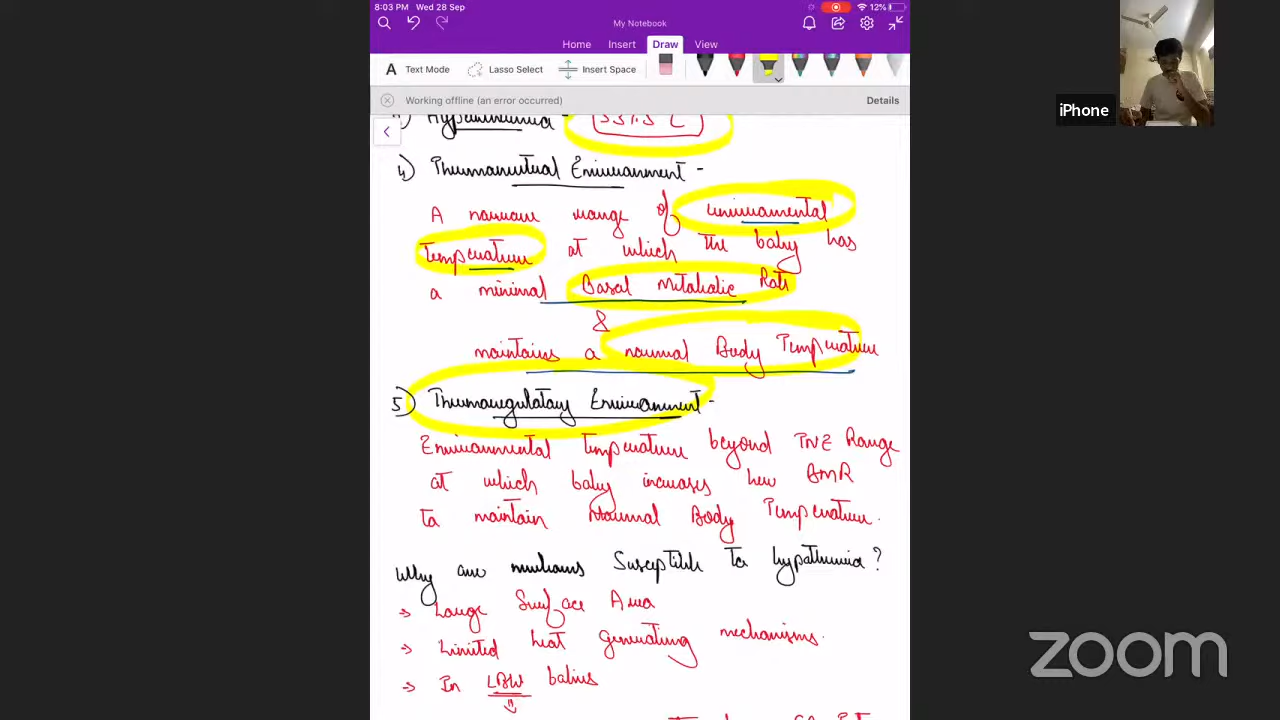 8:03 PM Wed 28 Sep
12%
My Notebook
Home Insert Draw View
A Text Mode Lasso Select Insert Space
Working offline (an error occurred) Details
iPhone
4) Thermoneutral Environment -
A narrow range of environmental
Temperature at which the baby has
a minimal Basal Metabolic Rate
&
maintains a normal Body Temperature
5) Thermoregulatory Environment -
Environmental Temperature beyond TNE Range
at which baby increases her BMR
To maintain Normal Body Temperature.
Why are Susceptible To hypothermia?
→ Large Surface Area
→ Limited heat generating mechanisms.
→ In LBW babies
zoom